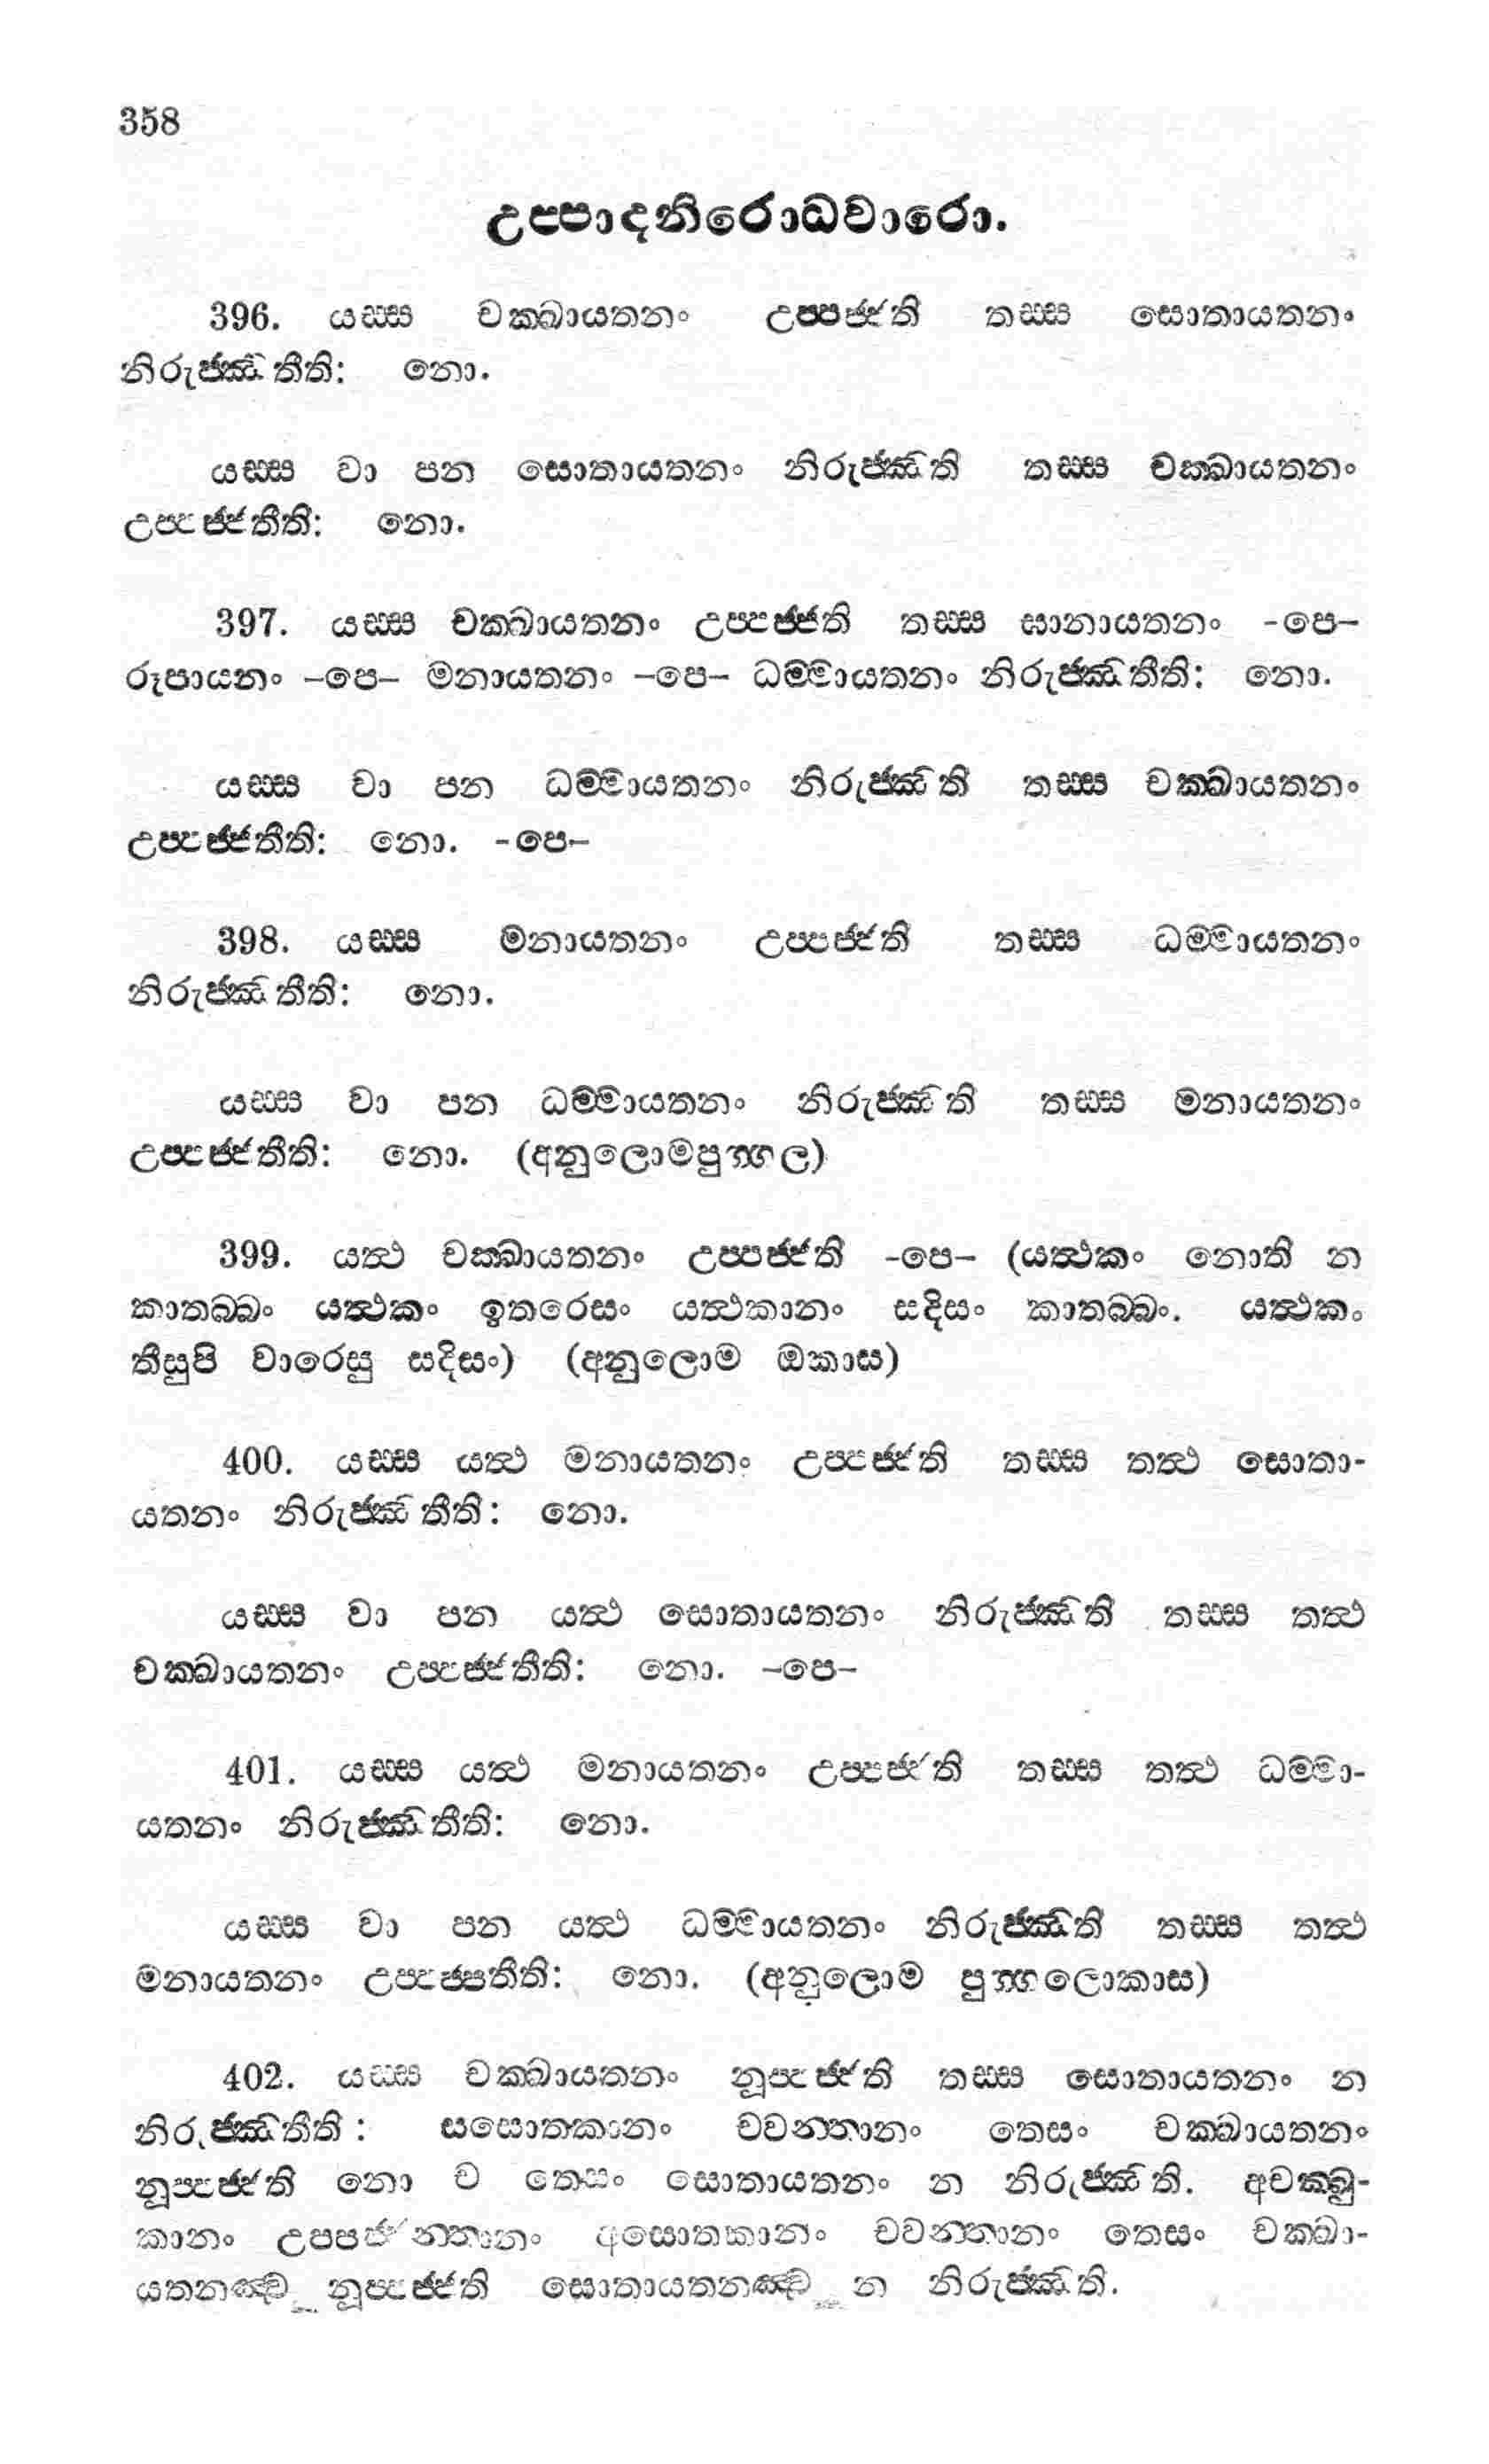 358
උප්පාදනිරොධවාරො.
396. යස්ස චක්ඛායතනං උප්පජ්ජති තස්ස සොතායතනං
නිරුජ්ඣතීති: නො.
යස්ස වා පන සොතායතනං නිරුජ්ඣති තස්ස චක්ඛායතනං
උප්පජ්ජතීති: නො.
397. යස්ස චක්ඛායතනං උප්පජ්ජති තස්ස ඝානායතනං -පෙ-
රූපායනං -පෙ- මනායතනං -පෙ- ධම්මායතනං නිරුජ්ඣතීති: නො.
යස්ස වා පන ධම්මායතනං නිරුජ්ඣති තස්ස චක්ඛායතනං
උප්පජ්ජතීති: නො. -පෙ-
398. යස්ස මනායතනං උප්පජ්ජති තස්ස ධම්මායතනං
නිරුජ්ඣතීති: නො.
යස්ස වා පන ධම්මායතනං නිරුජ්ඣති තස්ස මනායතනං
උප්පජ්ජතීති: නො. (අනුලොමපුග්ගල)
399. යත්ථ චක්ඛායතනං උප්පජ්ජති -පෙ- (යත්ථකං නොති න
කාතබ්බං යත්ථකං ඉතරෙසං යත්ථකානං සදිසං කාතබ්බං. යත්ථකං
තීසුපි වාරෙසු සදිසං) (අනුලොම ඔකාස)
400. යස්ස යත්ථ මනායතනං උප්පජ්ජති තස්ස තත්ථ සොතා-
යතනං නිරුජ්ඣතීති: නො.
යස්ස වා පන යත්ථ සොතායතනං නිරුජ්ඣති තස්ස තත්ථ
චක්ඛායතනං උප්පජ්ජතීති: නො. -පෙ-
401. යස්ස යත්ථ මනායතනං උප්පජ්ජති තස්ස තත්ථ ධම්මා-
යතනං නිරුජ්ඣතීති: නො.
යස්ස වා පන යත්ථ ධම්මායතනං නිරුජ්ඣති තස්ස තත්ථ
මනායතනං උප්පජ්ජතීති: නො. (අනුලොම පුග්ගලොකාස)
402. යස්ස චක්ඛායතනං නූප්පජ්ජති තස්ස සොතායතනං න
නිරුජ්ඣතීති: සසොතකානං චවන්තානං තෙසං චක්ඛායතනං
නූප්පජ්ජති නො ච තෙසං සොතායතනං න නිරුජ්ඣති. අචක්ඛු-
කානං උපපජ්ජන්තානං අසොතකානං චවන්තානං තෙසං චක්ඛා-
යතනඤ්ච නූප්පජ්ජති සොතායතනඤ්ච න නිරුජ්ඣති.